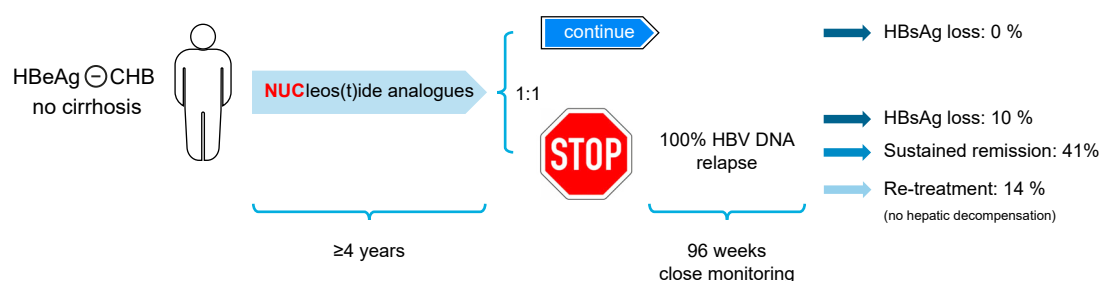 HBeAg ⊖ CHB
no cirrhosis
NUCleos(t)ide analogues
1:1
continue
STOP
100% HBV DNA
relapse
HBsAg loss: 0 %
HBsAg loss: 10 %
Sustained remission: 41%
Re-treatment: 14 %
(no hepatic decompensation)
≥4 years
96 weeks
close monitoring